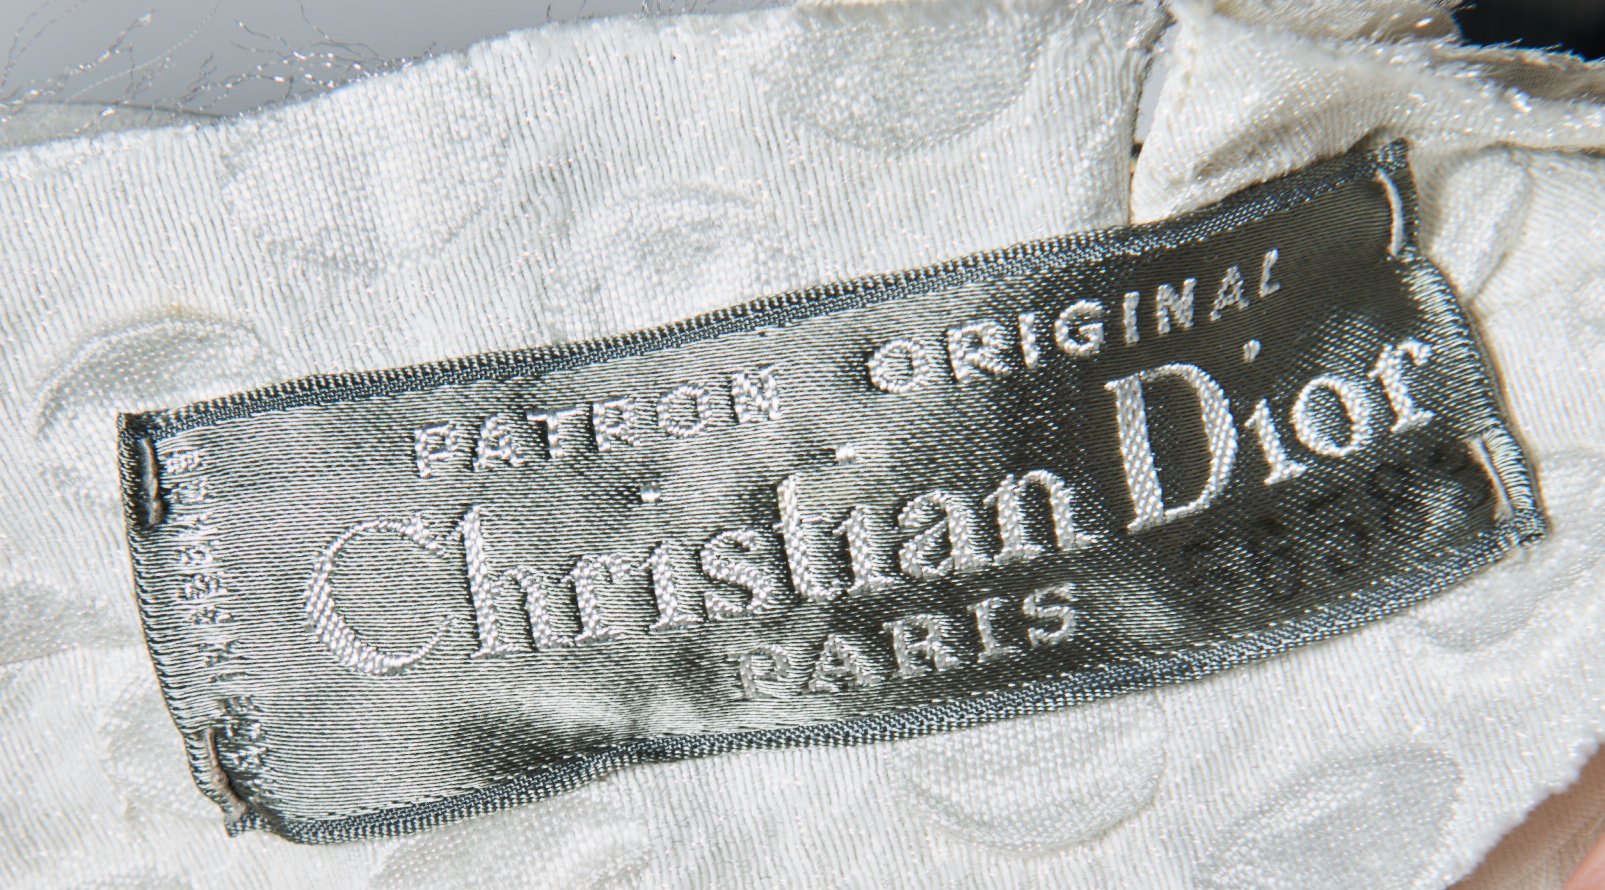 PATRON ORIGINAL
Christian Dior
PARIS